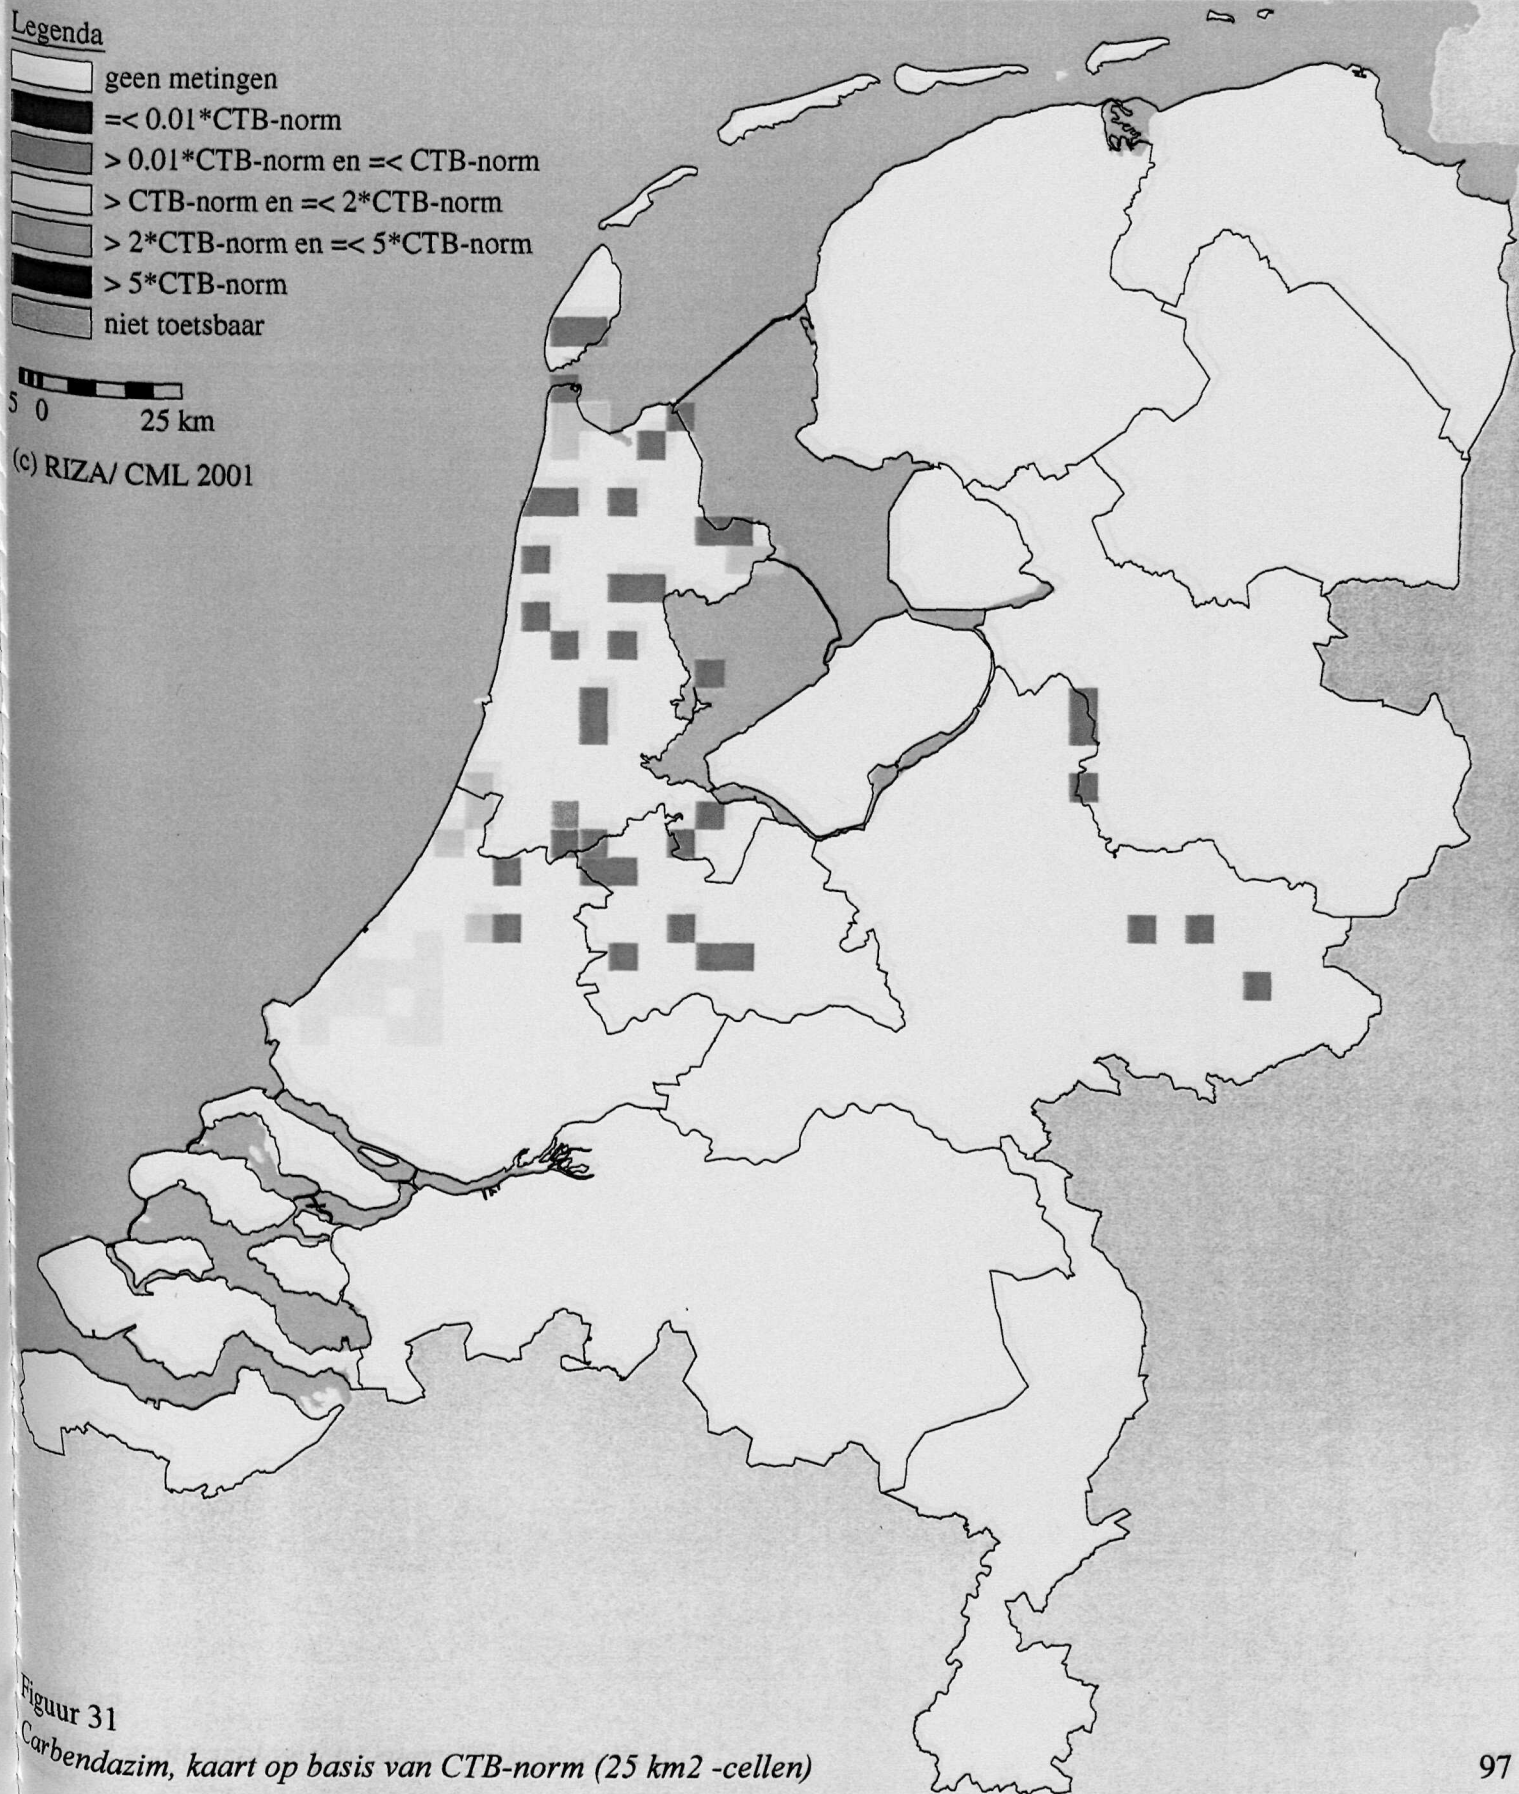 Legenda
geen metingen
=< 0.01*CTB-norm
> 0.01*CTB-norm en =< CTB-norm
> CTB-norm en =< 2*CTB-norm
> 2*CTB-norm en =< 5*CTB-norm
> 5*CTB-norm
niet toetsbaar
5 0 25 km
(c) RIZA/ CML 2001
Figuur 31
Carbendazim, kaart op basis van CTB-norm (25 km2 -cellen)
97